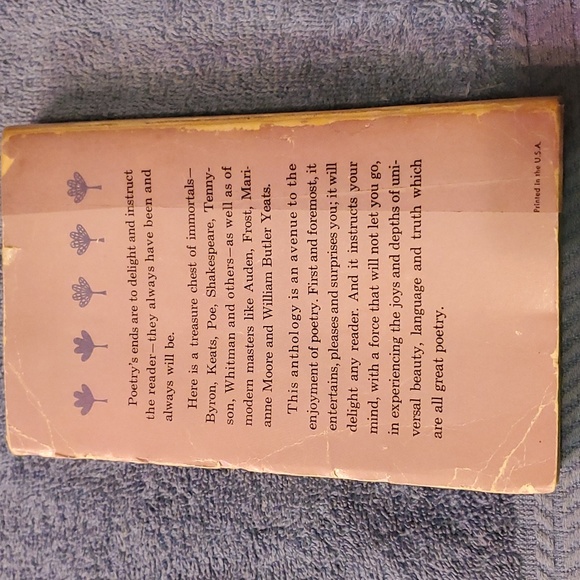 Poetry's ends are to delight and instruct
the reader—they always have been and
always will be.
Here is a treasure chest of immortals—
Byron, Keats, Poe, Shakespeare, Tenny-
son, Whitman and others—as well as of
modern masters like Auden, Frost, Mari-
anne Moore and William Butler Yeats.
This anthology is an avenue to the
enjoyment of poetry. First and foremost, it
entertains, pleases and surprises you; it will
delight any reader. And it instructs your
mind, with a force that will not let you go,
in experiencing the joys and depths of uni-
versal beauty, language and truth which
are all great poetry.
Printed in the U.S.A.